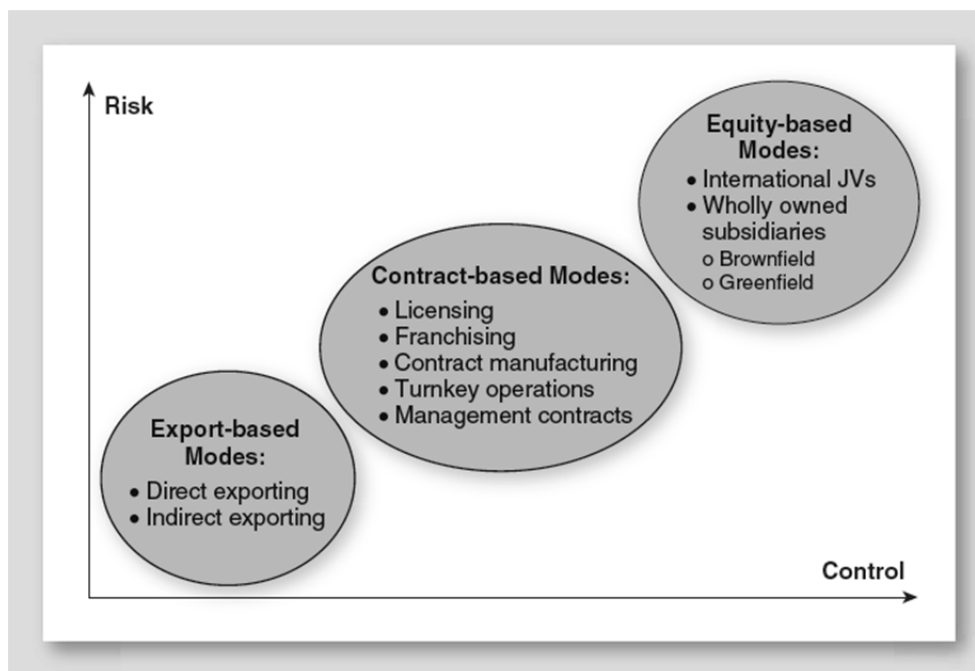 Risk
Equity-based
Modes:
• International JVs
• Wholly owned
subsidiaries
o Brownfield
o Greenfield
Contract-based Modes:
• Licensing
• Franchising
• Contract manufacturing
• Turnkey operations
• Management contracts
Export-based
Modes:
• Direct exporting
• Indirect exporting
Control